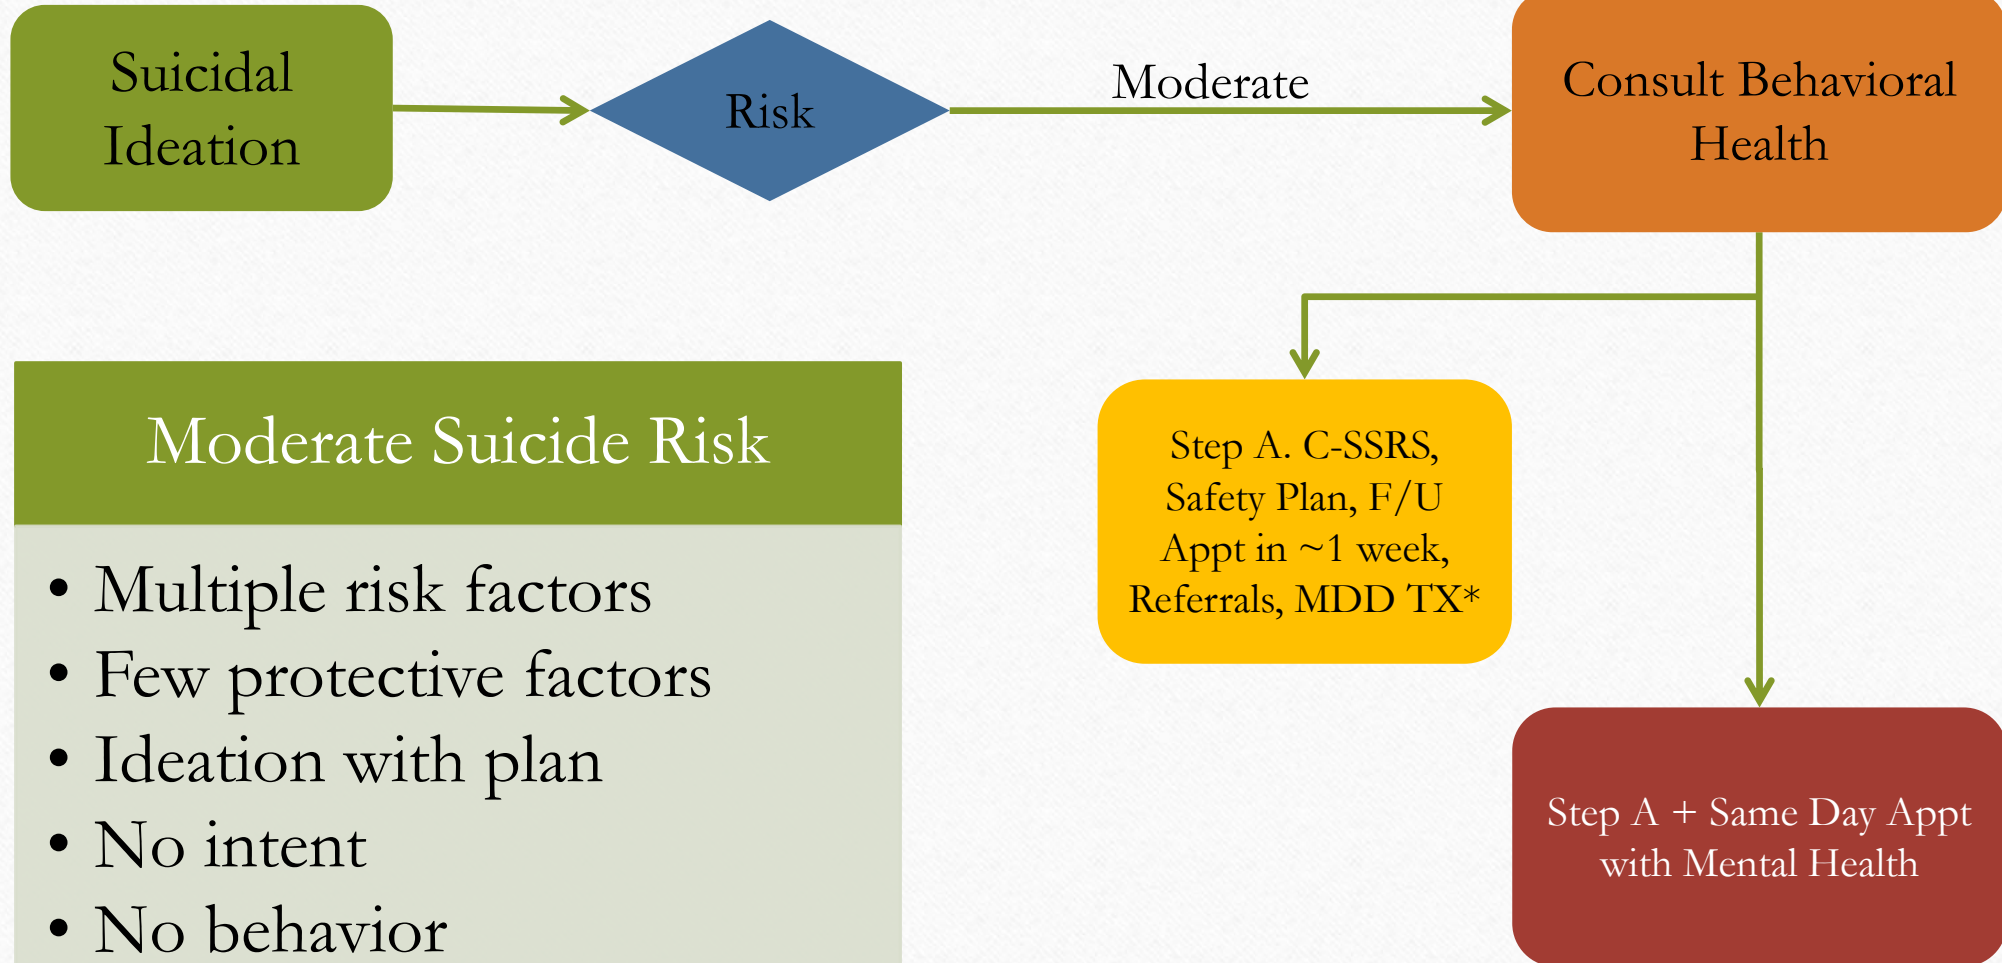 Suicidal
Ideation
Risk
Moderate
Consult Behavioral
Health
Moderate Suicide Risk
• Multiple risk factors
• Few protective factors
• Ideation with plan
• No intent
• No behavior
Step A. C-SSRS,
Safety Plan, F/U
Appt in ~1 week,
Referrals, MDD TX*
Step A + Same Day Appt
with Mental Health